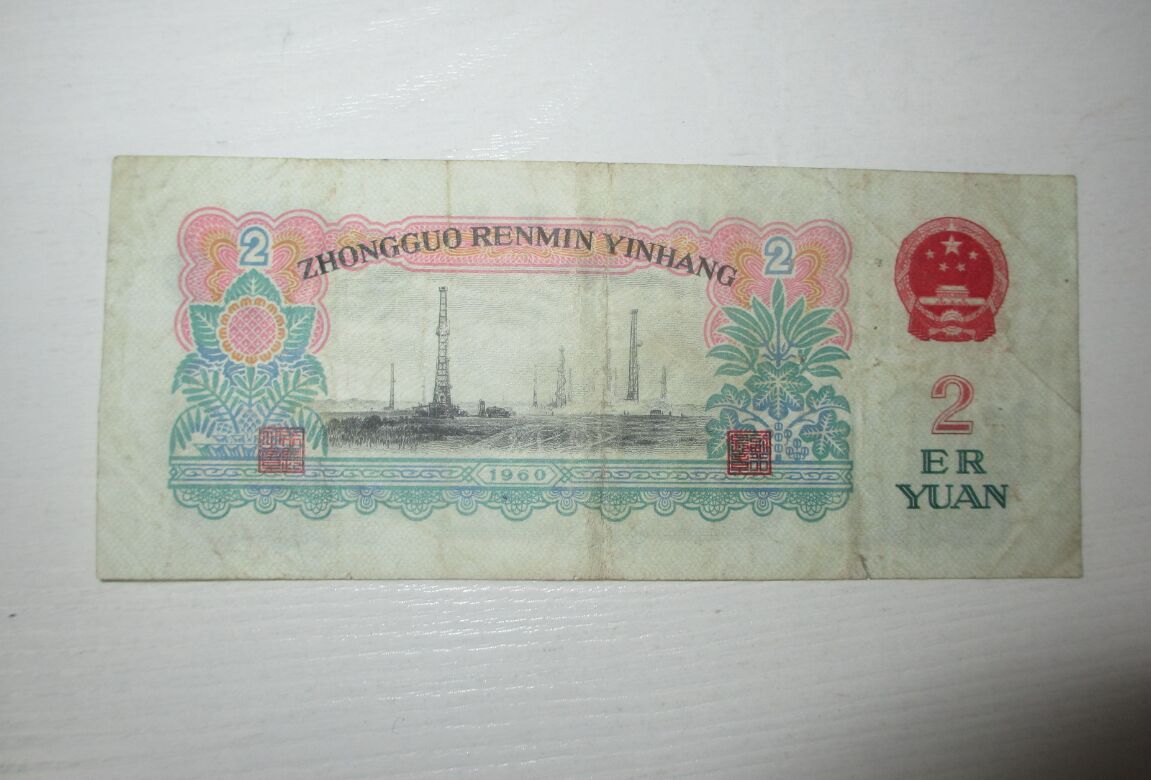 2
ZHONGGUO RENMIN YINHANG
2
1960
2
ER
YUAN